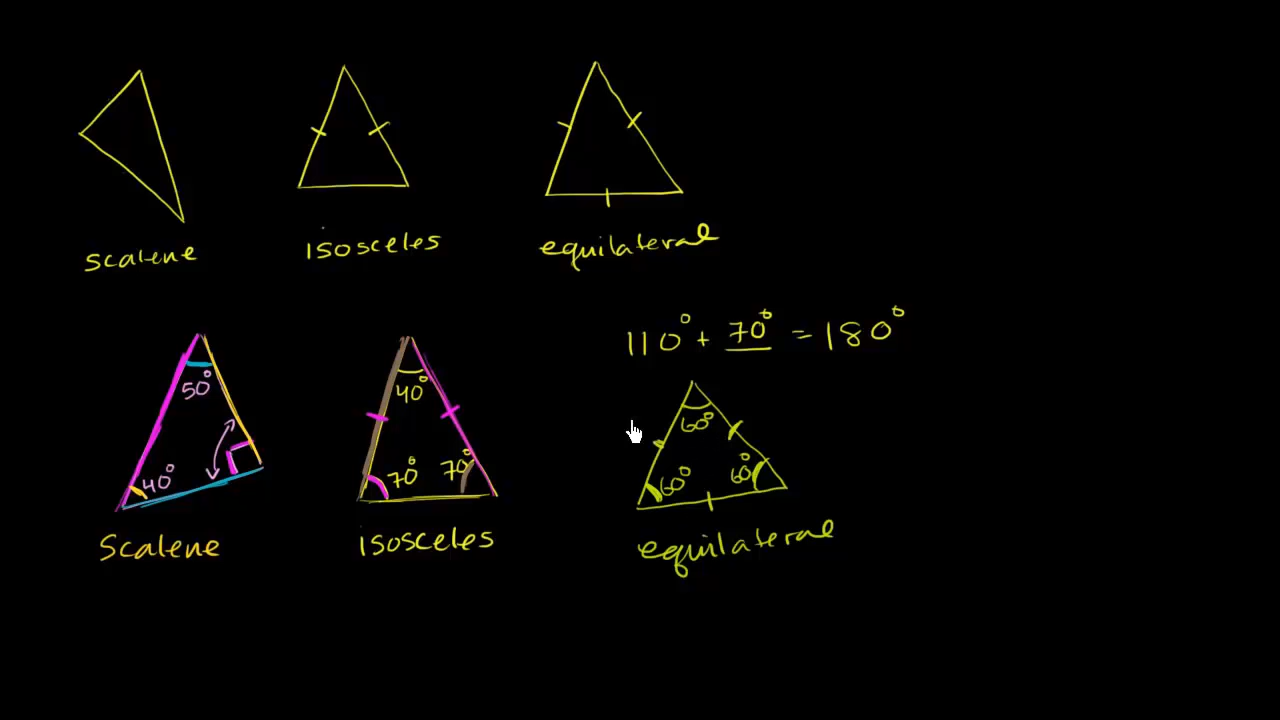 scalene
isosceles
equilateral
110° + 70° = 180°
50°
40°
40°
70° 70°
60°
60° 60°
Scalene
isosceles
equilateral